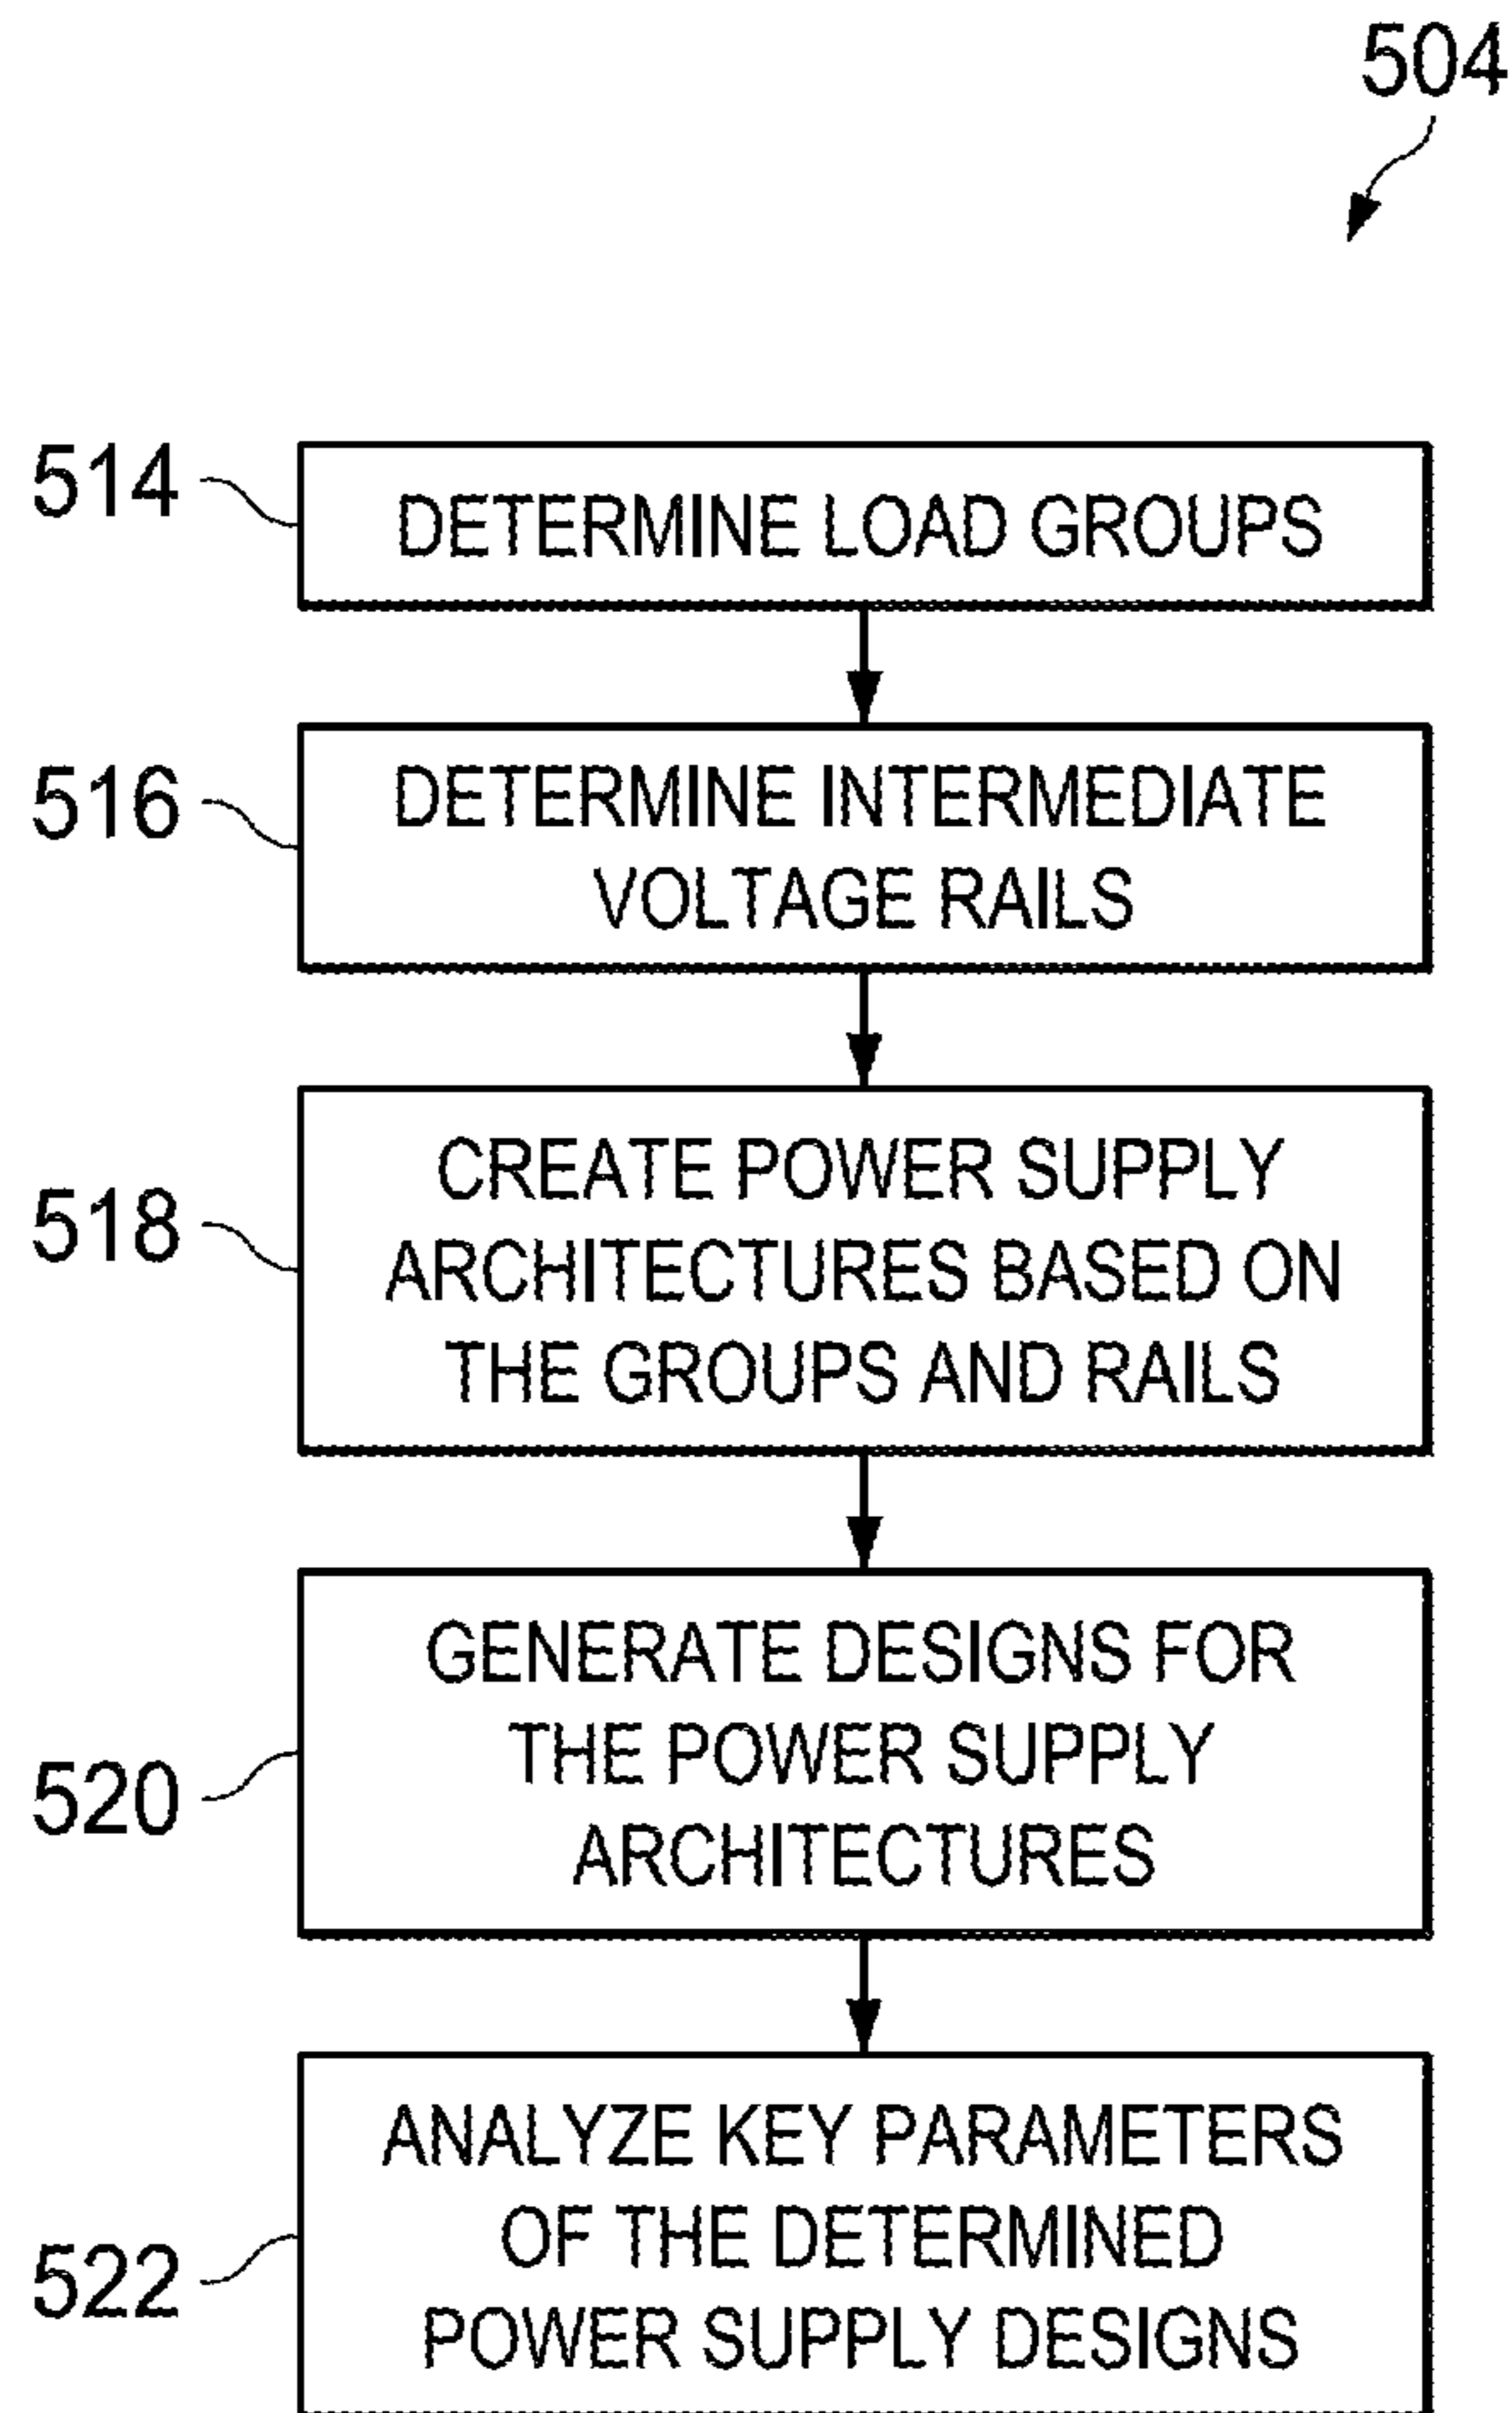 504
514
DETERMINE LOAD GROUPS
516
DETERMINE INTERMEDIATE
VOLTAGE RAILS
518
CREATE POWER SUPPLY
ARCHITECTURES BASED ON
THE GROUPS AND RAILS
520
GENERATE DESIGNS FOR
THE POWER SUPPLY
ARCHITECTURES
522
ANALYZE KEY PARAMETERS
OF THE DETERMINED
POWER SUPPLY DESIGNS